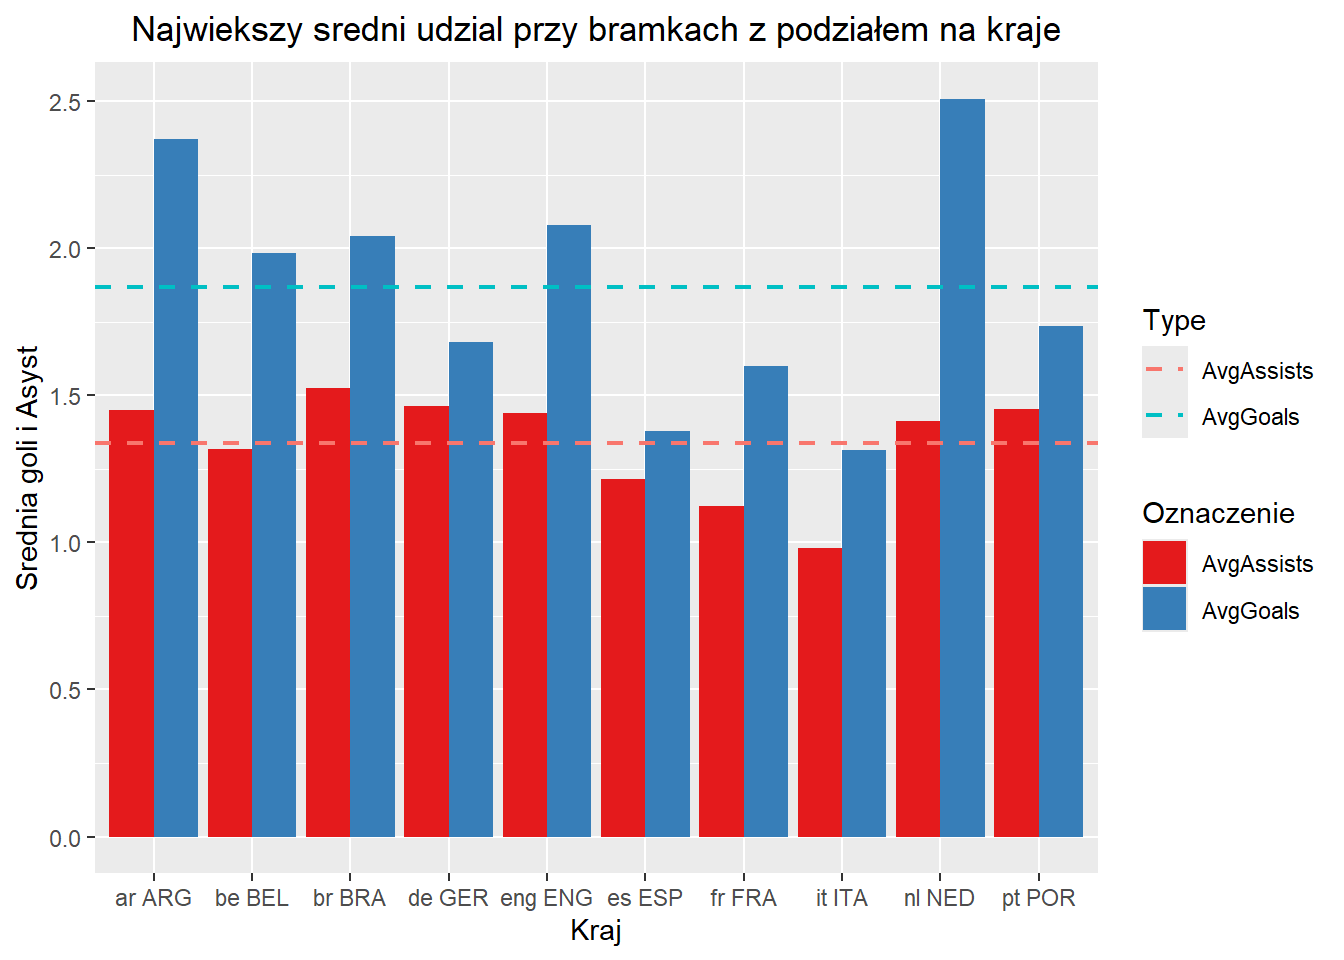 Najwiekszy sredni udzial przy bramkach z podziałem na kraje
Srednia goli i Asyst
2.5
2.0
1.5
1.0
0.5
0.0
ar ARG
be BEL
br BRA
de GER
eng ENG
es ESP
fr FRA
it ITA
nl NED
pt POR
Kraj
Type
AvgAssists
AvgGoals
Oznaczenie
AvgAssists
AvgGoals